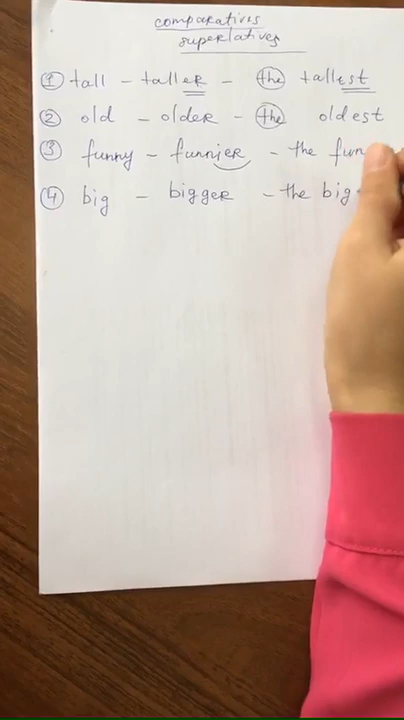 comparatives
superlatives
① tall - taller - the tallest
② old - older - the oldest
③ funny - funnier - the fun
④ big - bigger - the big